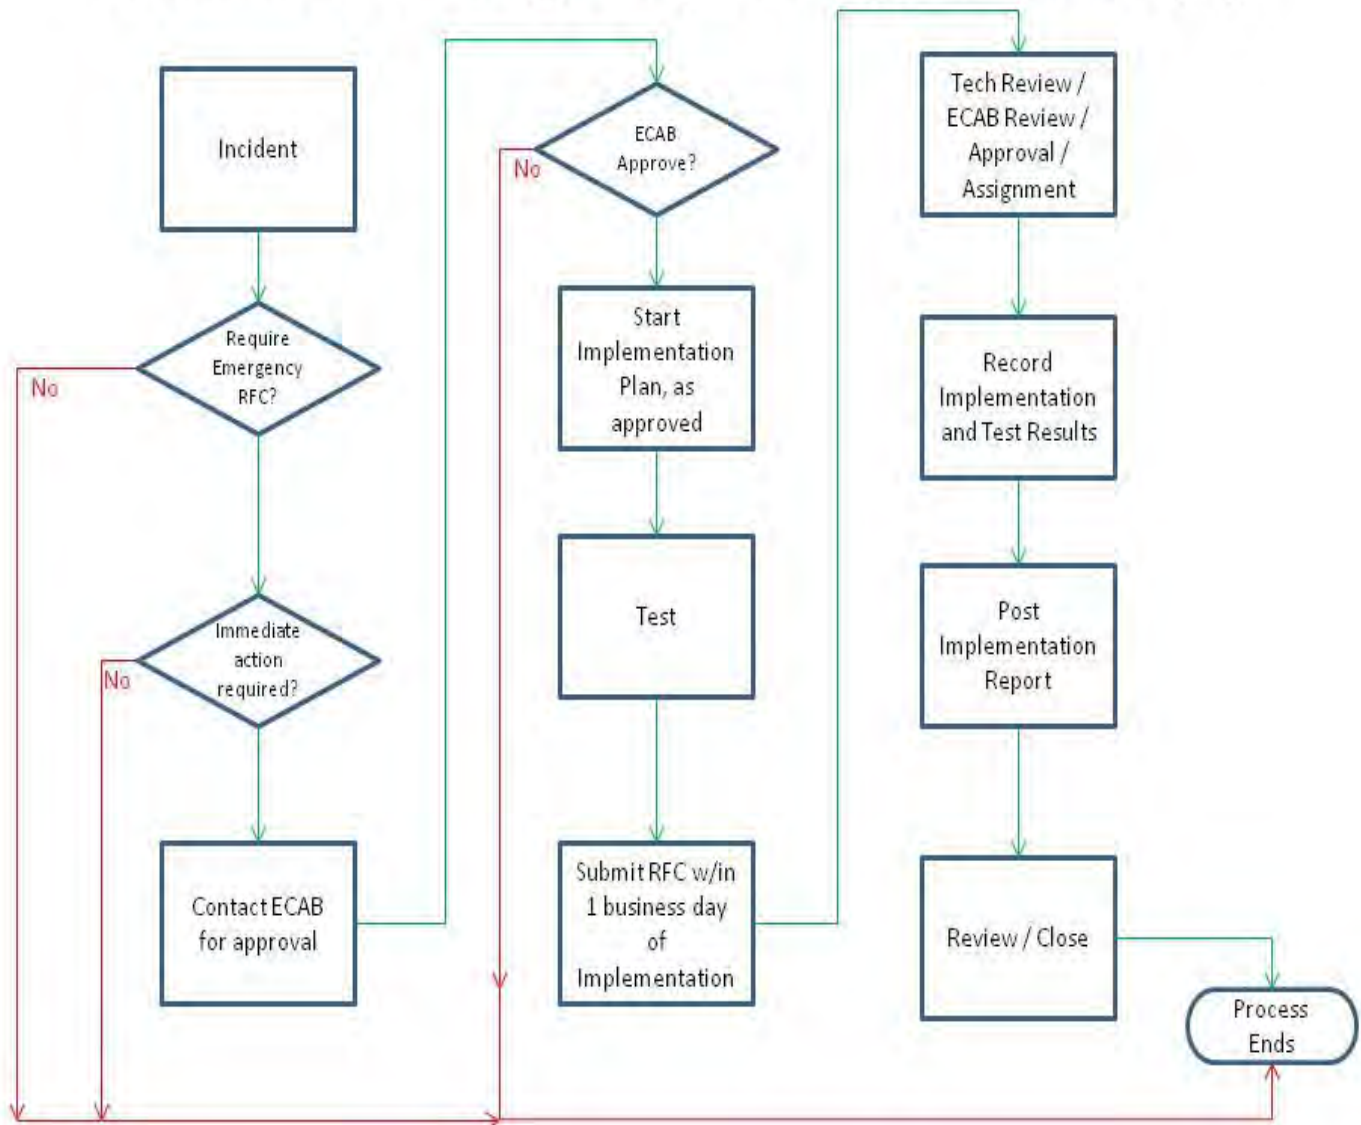 Incident
Require
Emergency
RFC?
No
Immediate
action
required?
No
Contact ECAB
for approval
ECAB
Approve?
No
Start
Implementation
Plan, as
approved
Test
Submit RFC w/in
1 business day
of
Implementation
Tech Review /
ECAB Review /
Approval /
Assignment
Record
Implementation
and Test Results
Post
Implementation
Report
Review / Close
Process
Ends